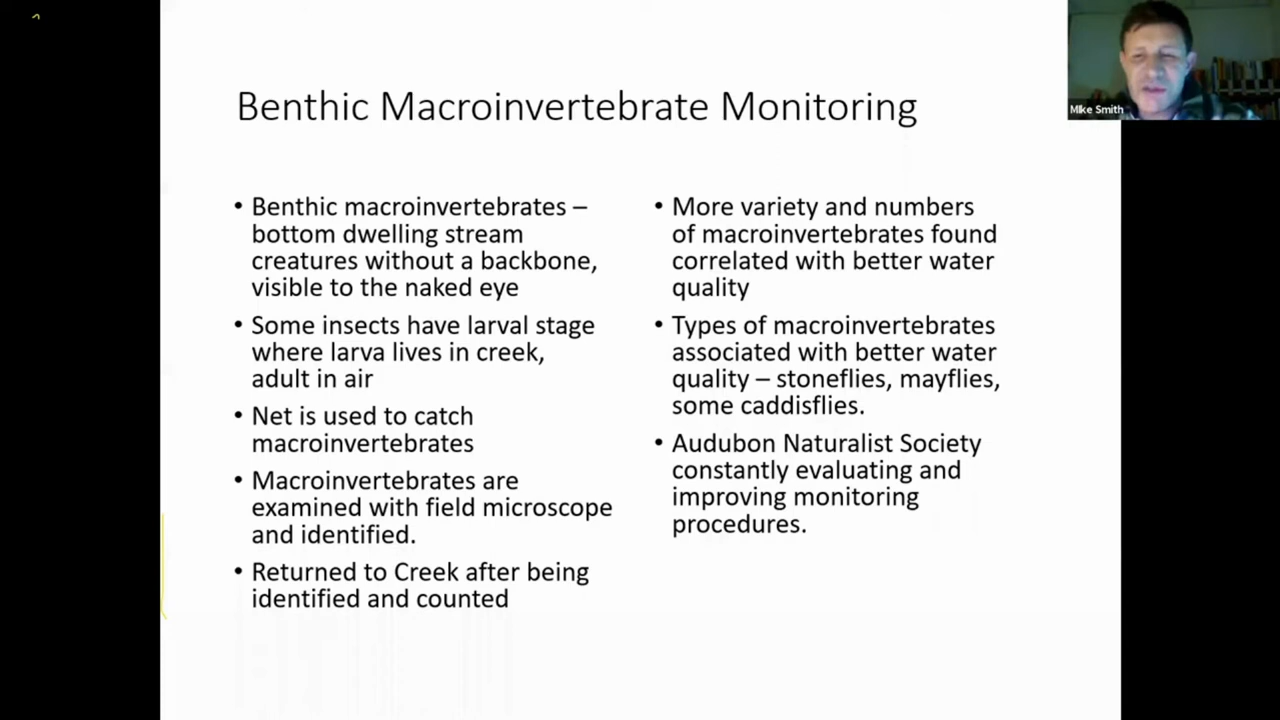 Benthic Macroinvertebrate Monitoring
• Benthic macroinvertebrates –
bottom dwelling stream
creatures without a backbone,
visible to the naked eye
• Some insects have larval stage
where larva lives in creek,
adult in air
• Net is used to catch
macroinvertebrates
• Macroinvertebrates are
examined with field microscope
and identified.
• Returned to Creek after being
identified and counted
• More variety and numbers
of macroinvertebrates found
correlated with better water
quality
• Types of macroinvertebrates
associated with better water
quality – stoneflies, mayflies,
some caddisflies.
• Audubon Naturalist Society
constantly evaluating and
improving monitoring
procedures.
MIke Smith